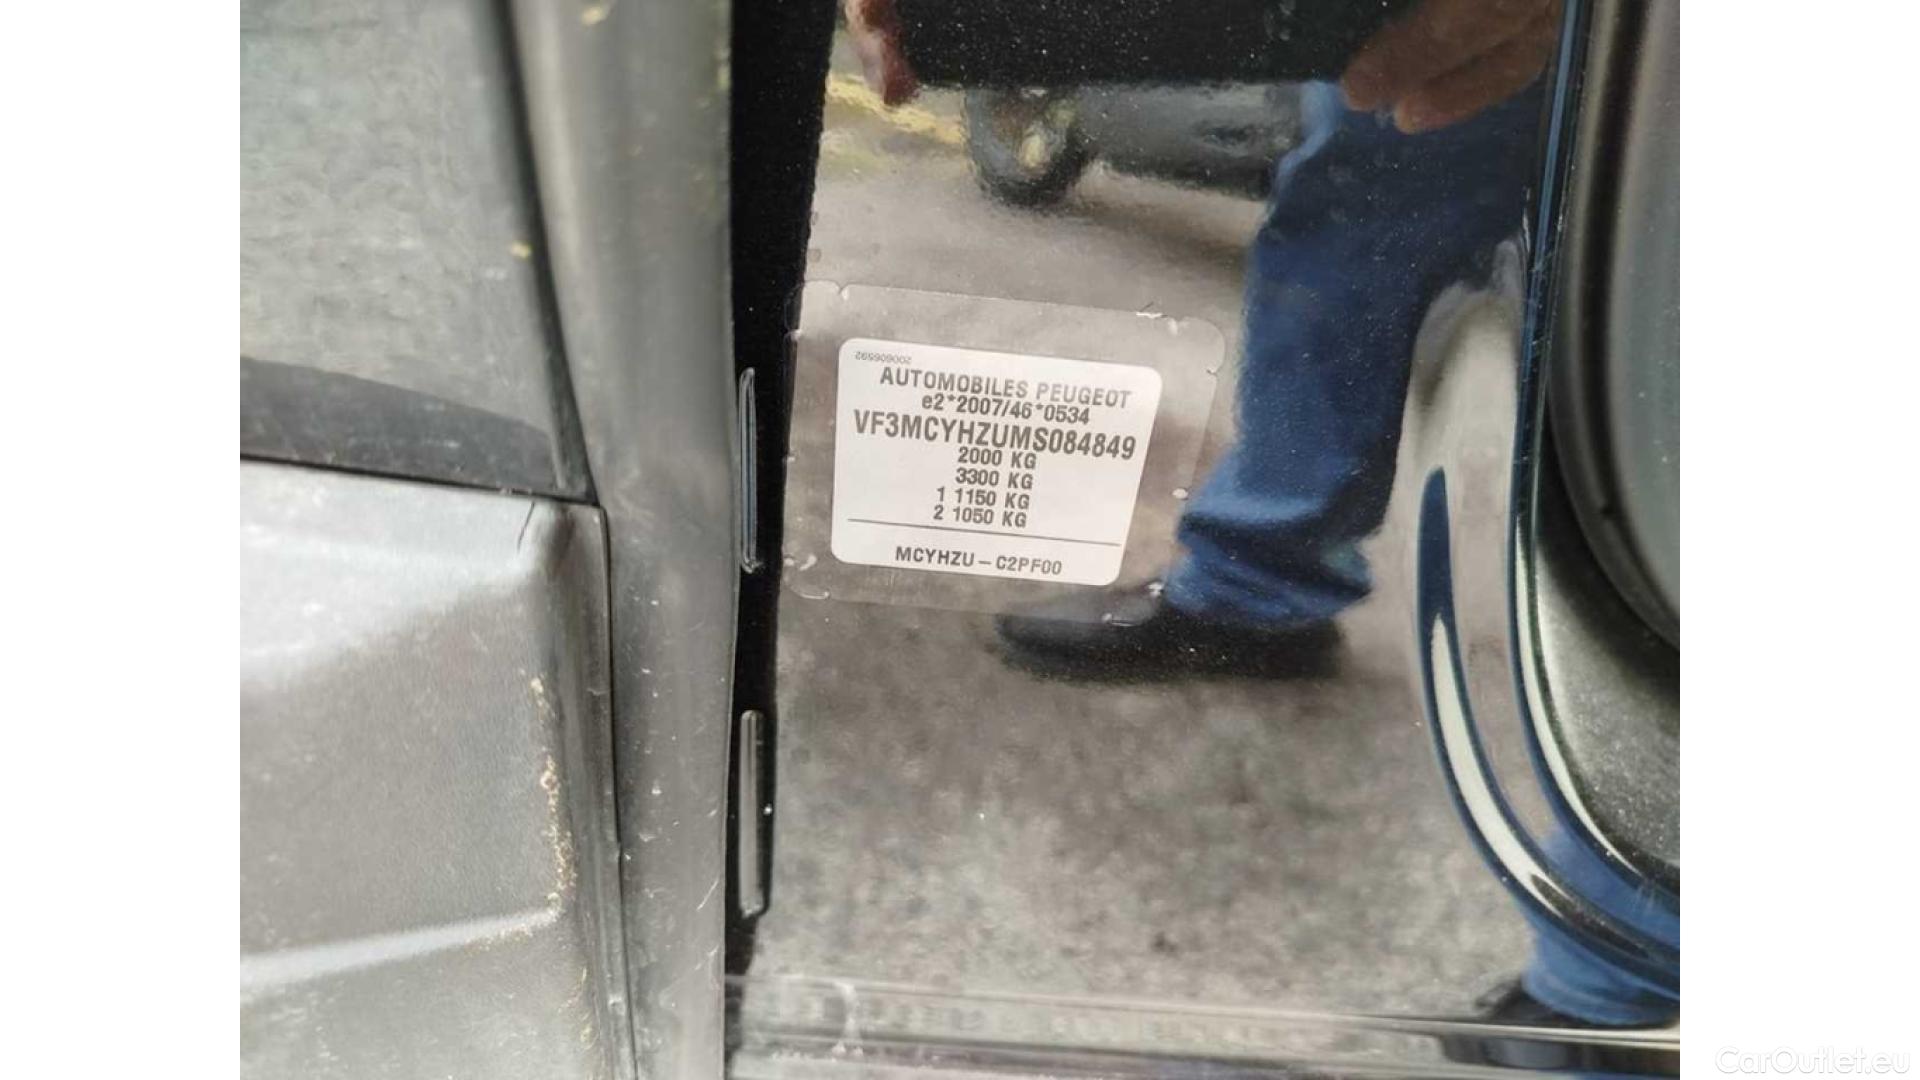 200606592
AUTOMOBILES PEUGEOT
e2*2007/46*0534
VF3MCYHZUMS084849
2000 KG
3300 KG
1 1150 KG
2 1050 KG
MCYHZU – C2PF00
CarOutlet.eu